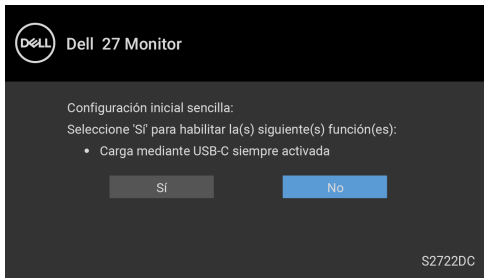 DELL
Dell 27 Monitor
Configuración inicial sencilla:
Seleccione 'Sí' para habilitar la(s) siguiente(s) función(es):
• Carga mediante USB-C siempre activada
Sí
No
S2722DC